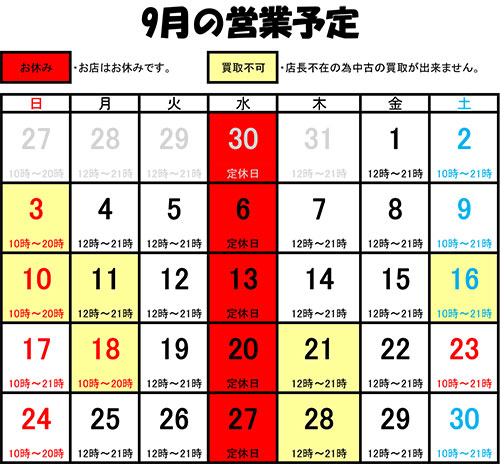 9月の営業予定
お休み ・お店はお休みです。 買取不可 ・店長不在の為中古の買取が出来ません。
日 月 火 水 木 金 土
27 28 29 30 31 1 2
10時～20時 12時～21時 12時～21時 定休日 12時～21時 12時～21時 10時～21時
3 4 5 6 7 8 9
10時～20時 12時～21時 12時～21時 定休日 12時～21時 12時～21時 10時～21時
10 11 12 13 14 15 16
10時～20時 12時～21時 12時～21時 定休日 12時～21時 12時～21時 10時～21時
17 18 19 20 21 22 23
10時～21時 10時～20時 12時～21時 定休日 12時～21時 12時～21時 10時～21時
24 25 26 27 28 29 30
10時～20時 12時～21時 12時～21時 定休日 12時～21時 12時～21時 10時～21時